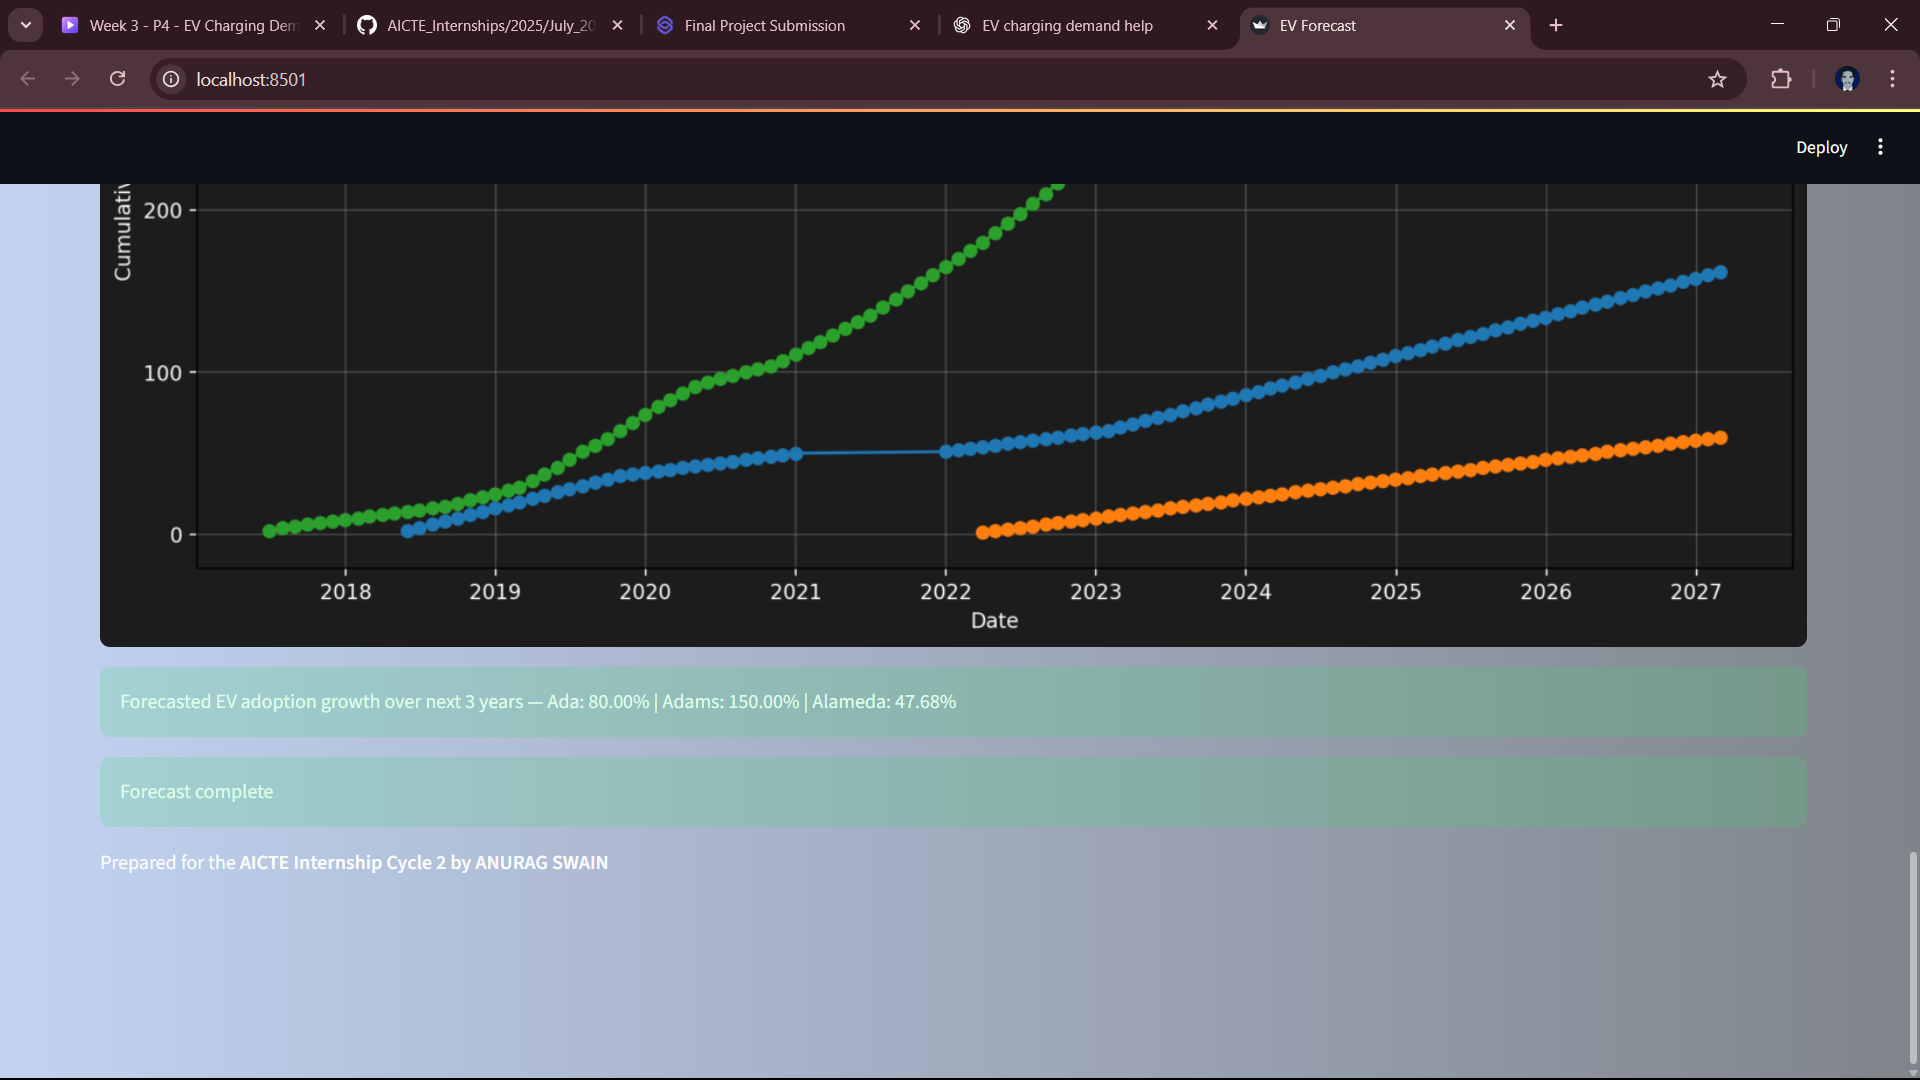 Week 3 - P4 - EV Charging Dem
AICTE_Internships/2025/July_20
Final Project Submission
EV charging demand help
EV Forecast
localhost:8501
Deploy
Cumulativ
200
100
0
2018 2019 2020 2021 2022 2023 2024 2025 2026 2027
Date
Forecasted EV adoption growth over next 3 years — Ada: 80.00% | Adams: 150.00% | Alameda: 47.68%
Forecast complete
Prepared for the AICTE Internship Cycle 2 by ANURAG SWAIN